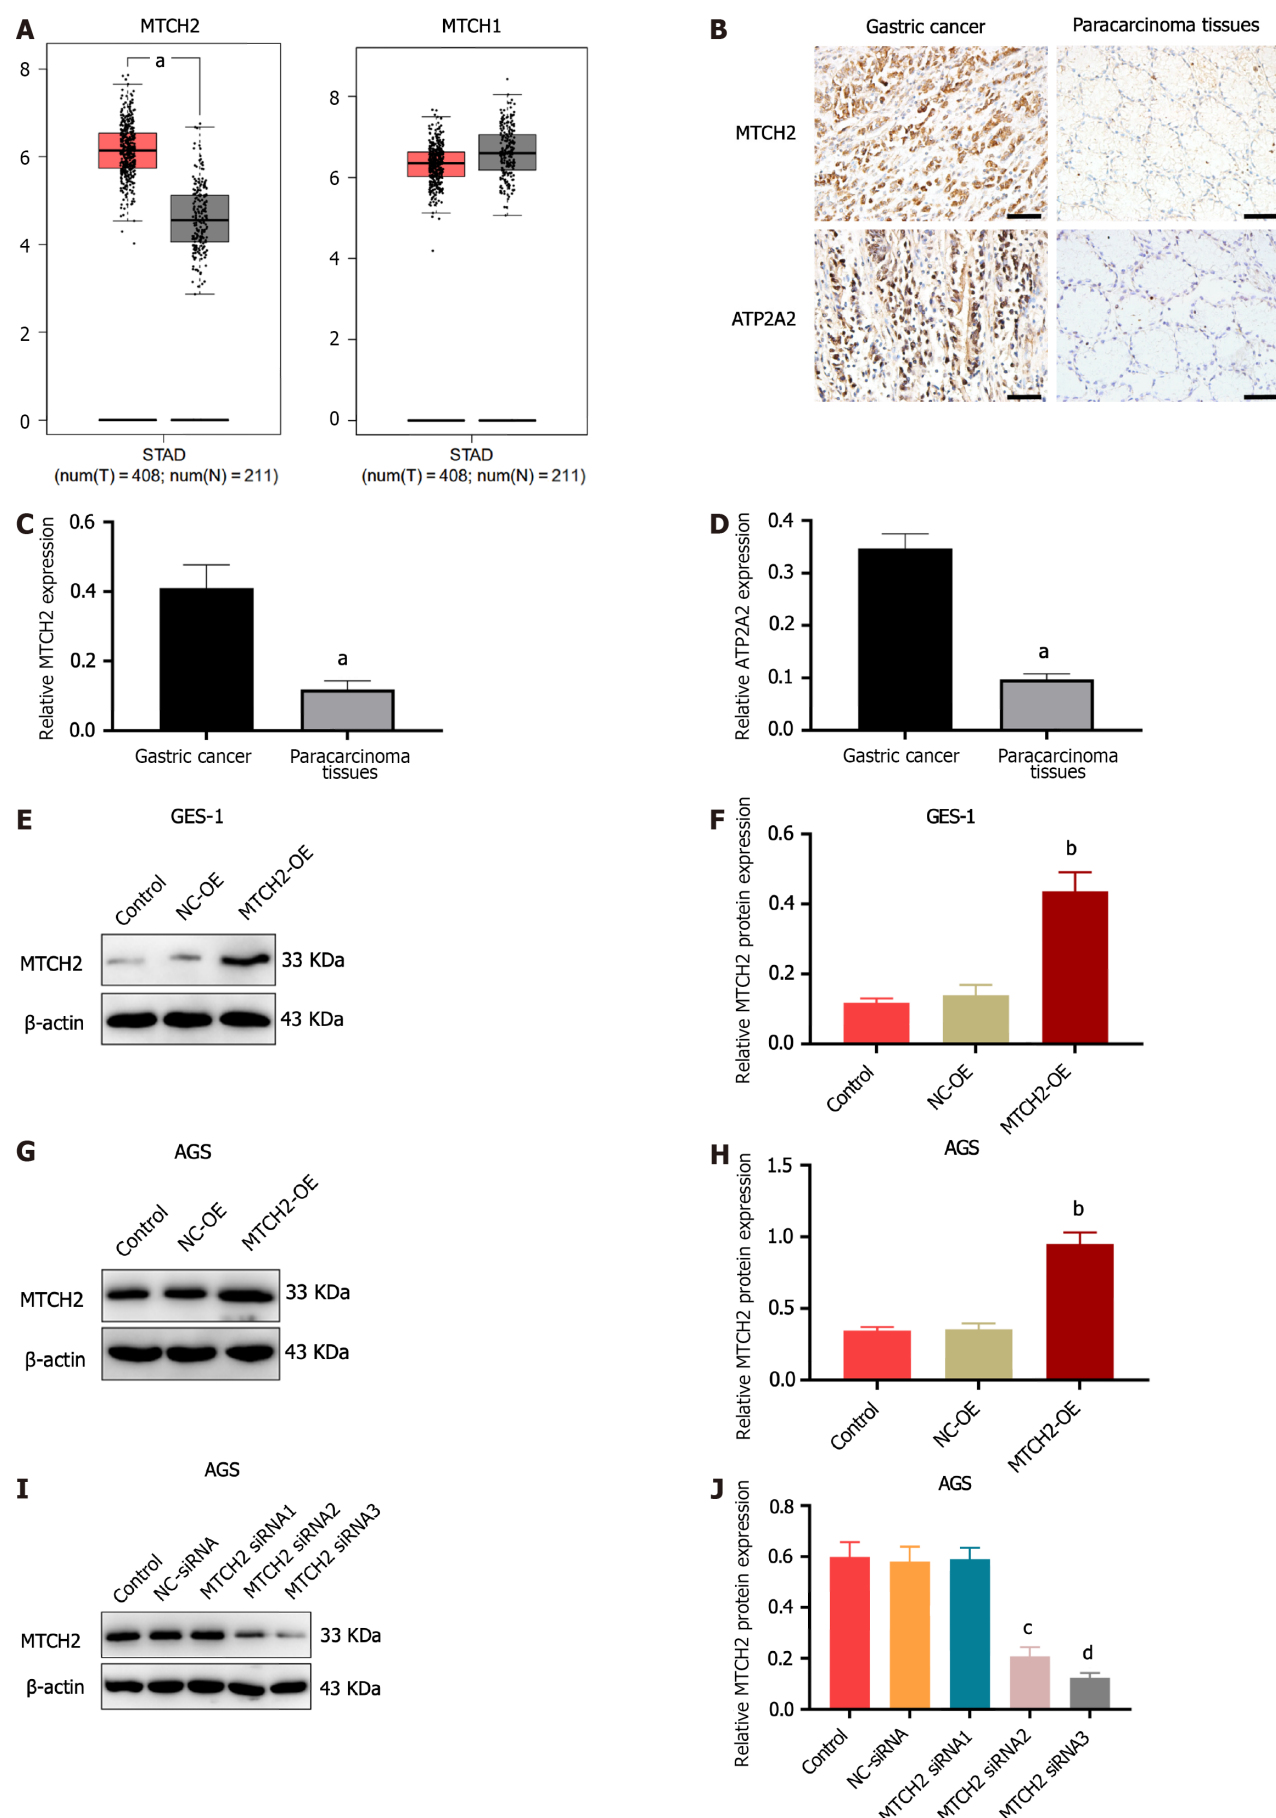 A
MTCH2
MTCH1
a
8
6
4
2
0
8
6
4
2
0
STAD
(num(T) = 408; num(N) = 211)
STAD
(num(T) = 408; num(N) = 211)
B
Gastric cancer
Paracarcinoma tissues
MTCH2
ATP2A2
C
Relative MTCH2 expression
0.6
0.4
0.2
0.0
a
Gastric cancer
Paracarcinoma
tissues
D
Relative ATP2A2 expression
0.4
0.3
0.2
0.1
0.0
a
Gastric cancer
Paracarcinoma
tissues
E
GES-1
Control
NC-OE
MTCH2-OE
MTCH2
33 KDa
β-actin
43 KDa
F
GES-1
Relative MTCH2 protein expression
0.6
0.4
0.2
0.0
b
Control
NC-OE
MTCH2-OE
G
AGS
Control
NC-OE
MTCH2-OE
MTCH2
33 KDa
β-actin
43 KDa
H
AGS
Relative MTCH2 protein expression
1.5
1.0
0.5
0.0
b
Control
NC-OE
MTCH2-OE
I
AGS
Control
NC-siRNA
MTCH2 siRNA1
MTCH2 siRNA2
MTCH2 siRNA3
MTCH2
33 KDa
β-actin
43 KDa
J
AGS
Relative MTCH2 protein expression
0.8
0.6
0.4
0.2
0.0
c
d
Control
NC-siRNA
MTCH2 siRNA1
MTCH2 siRNA2
MTCH2 siRNA3